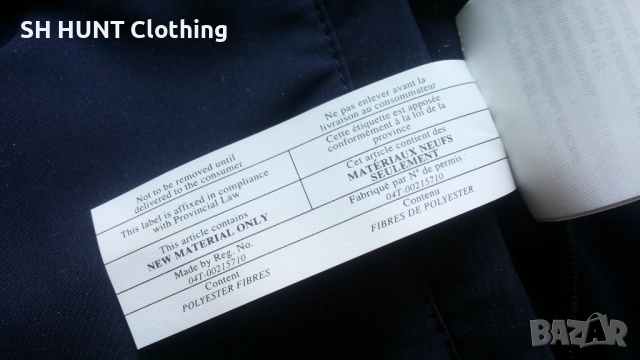 SH HUNT Clothing
Not to be removed until
delivered to the consumer
This label is affixed in compliance
with Provincial Law
This article contains
NEW MATERIAL ONLY
Made by Reg. No.
04T-00215710
Content
POLYESTER FIBRES
Ne pas enlever avant la
livraison au consommateur
Cette étiquette est apposée
conformément à la loi de la
province
Cet article contient des
MATÉRIAUX NEUFS
SEULEMENT
Fabriqué par N° de permis :
04T-00215710
Contenu
FIBRES DE POLYESTER
BAZAR